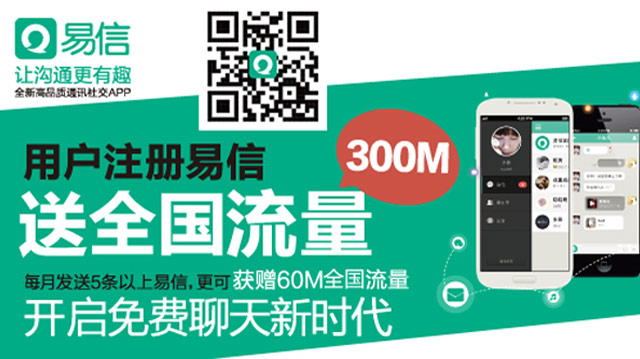 易信
让沟通更有趣
全新高品质通讯社交APP
用户注册易信
300M
送全国流量
每月发送5条以上易信，更可获赠60M全国流量
开启免费聊天新时代